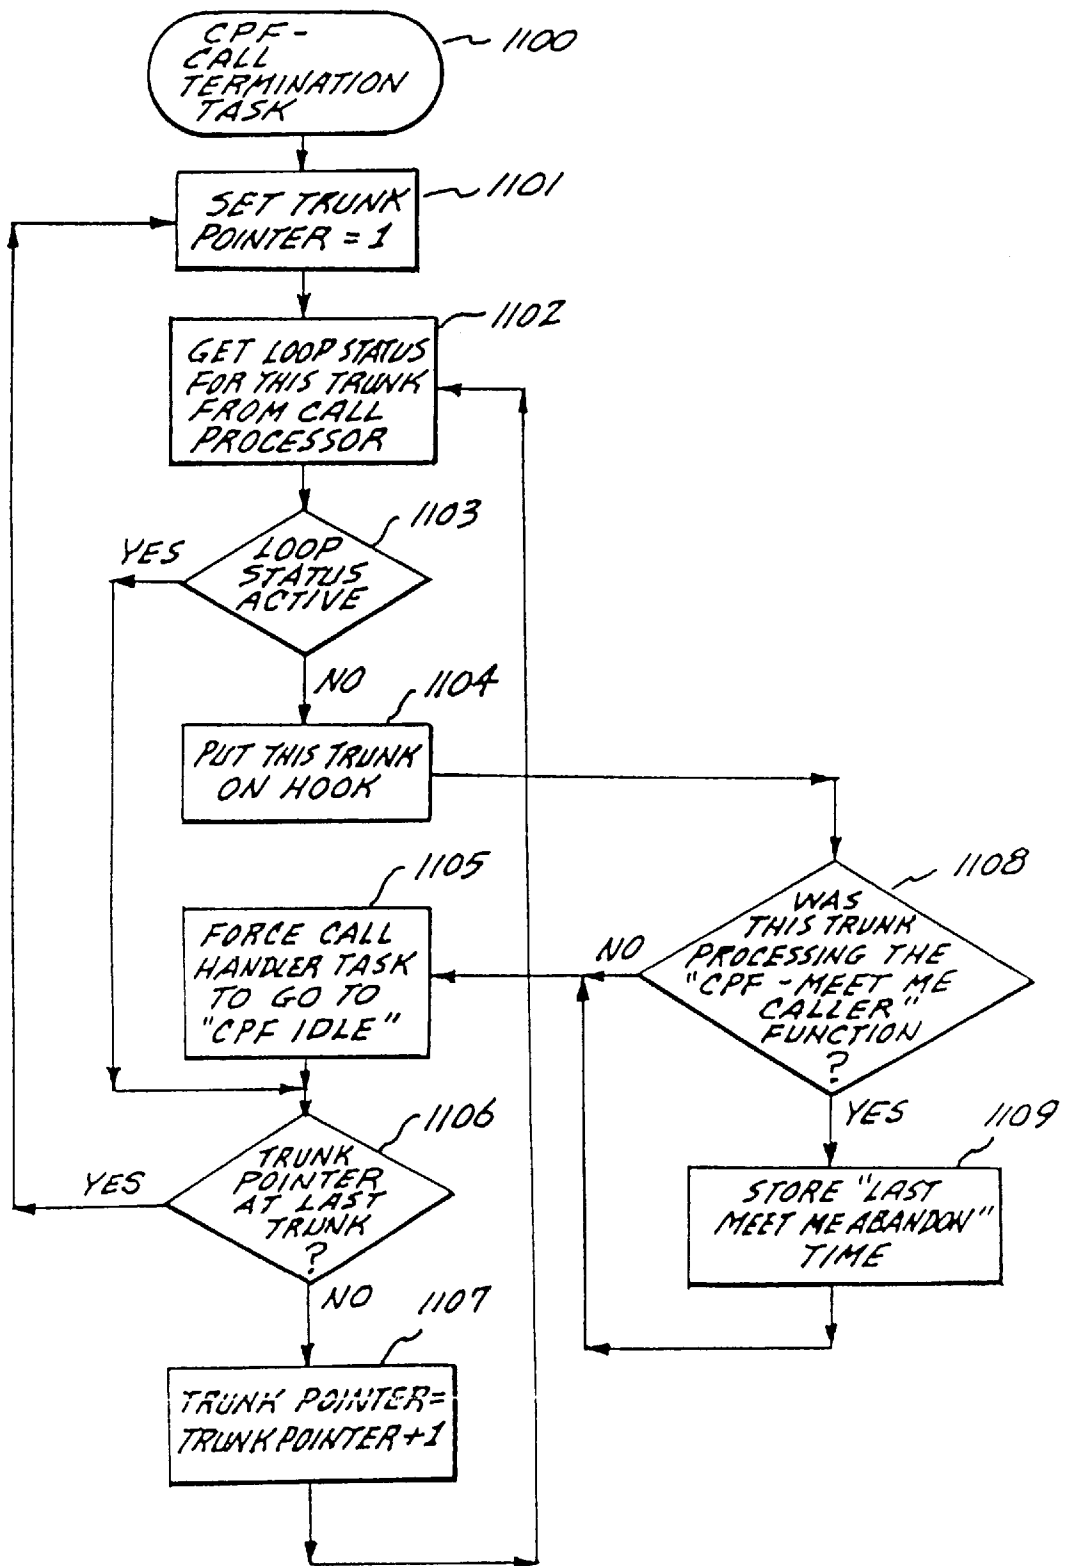 CPF-
CALL
TERMINATION
TASK
1100
SET TRUNK
POINTER = 1
1101
GET LOOP STATUS
FOR THIS TRUNK
FROM CALL
PROCESSOR
1102
LOOP
STATUS
ACTIVE
1103
YES
NO
PUT THIS TRUNK
ON HOOK
1104
WAS
THIS TRUNK
PROCESSING THE
"CPF - MEET ME
CALLER"
FUNCTION
?
1108
NO
YES
STORE "LAST
MEET ME ABANDON"
TIME
1109
FORCE CALL
HANDLER TASK
TO GO TO
"CPF IDLE"
1105
TRUNK
POINTER
AT LAST
TRUNK
?
1106
YES
NO
TRUNK POINTER=
TRUNK POINTER+1
1107